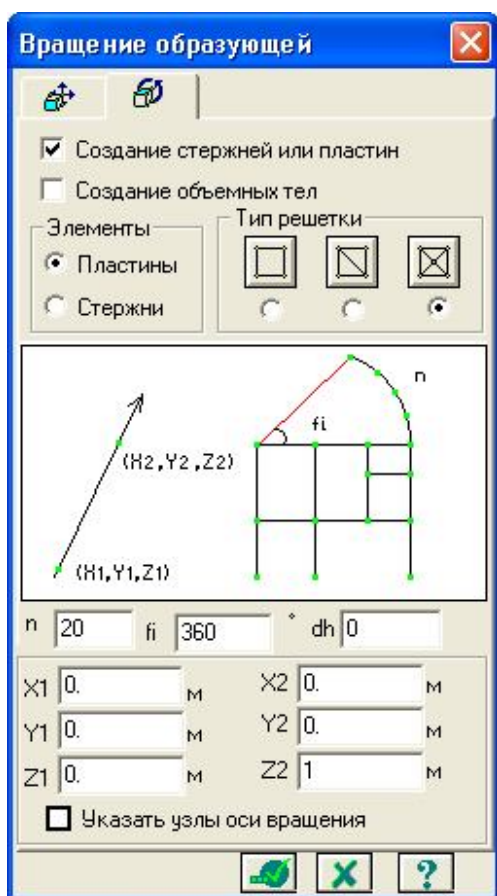 Вращение образующей
Создание стержней или пластин
Создание объемных тел
Элементы
Тип решетки
Пластины
Стержни
n
fi
(X2,Y2,Z2)
(X1,Y1,Z1)
n 20 fi 360 ° dh 0
X1 0. м X2 0. м
Y1 0. м Y2 0. м
Z1 0. м Z2 1 м
Указать узлы оси вращения
?